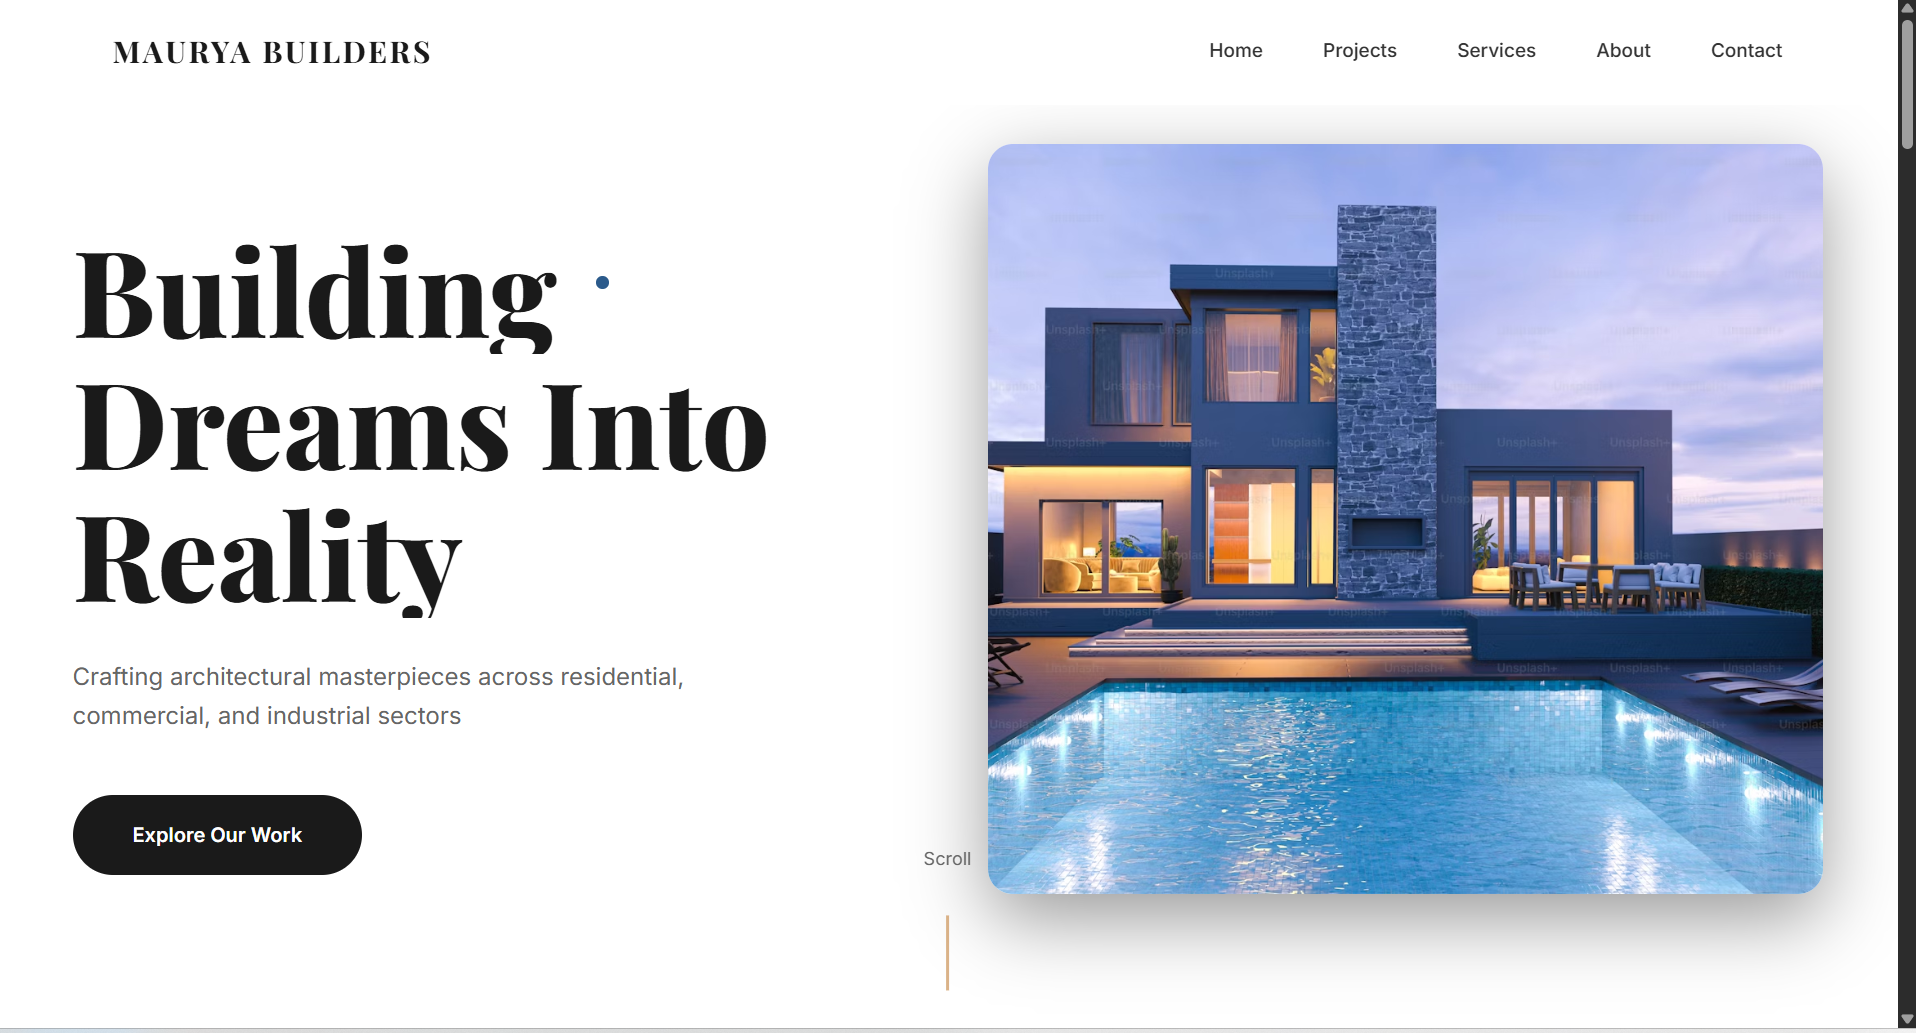 MAURYA BUILDERS
Home Projects Services About Contact
Building
Dreams Into
Reality
Crafting architectural masterpieces across residential,
commercial, and industrial sectors
Explore Our Work
Scroll
Unsplash+